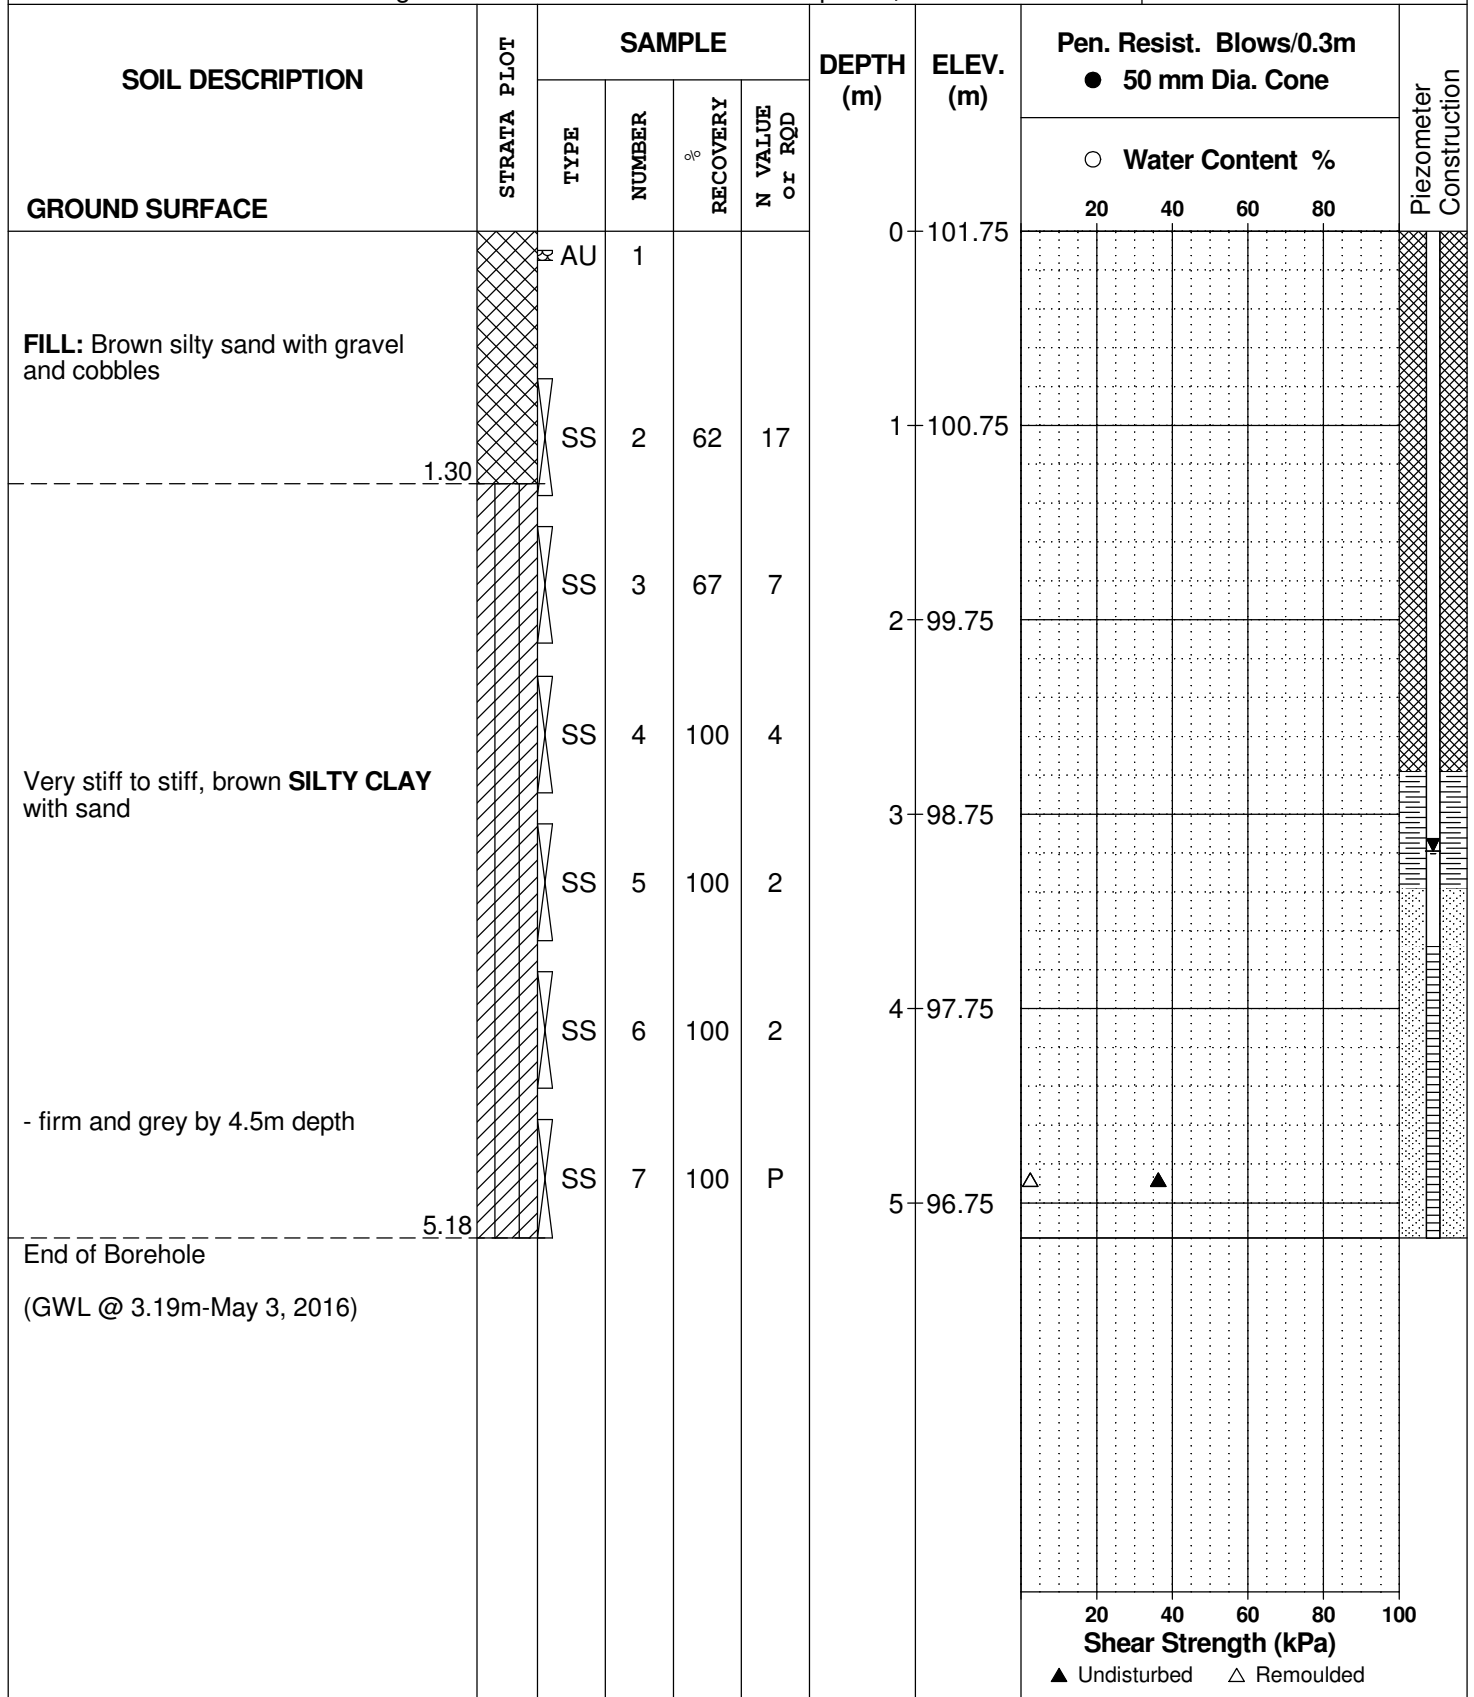 SOIL DESCRIPTION
GROUND SURFACE
STRATA PLOT
SAMPLE
TYPE
NUMBER
%
RECOVERY
N VALUE
or RQD
DEPTH
(m)
ELEV.
(m)
Pen. Resist. Blows/0.3m
● 50 mm Dia. Cone
○ Water Content %
20 40 60 80
Piezometer
Construction
0 101.75
AU 1
FILL: Brown silty sand with gravel
and cobbles
1 100.75
SS 2 62 17
1.30
SS 3 67 7
2 99.75
SS 4 100 4
Very stiff to stiff, brown SILTY CLAY
with sand
3 98.75
SS 5 100 2
4 97.75
SS 6 100 2
- firm and grey by 4.5m depth
SS 7 100 P
5 96.75
5.18
End of Borehole
(GWL @ 3.19m-May 3, 2016)
20 40 60 80 100
Shear Strength (kPa)
▲ Undisturbed △ Remoulded